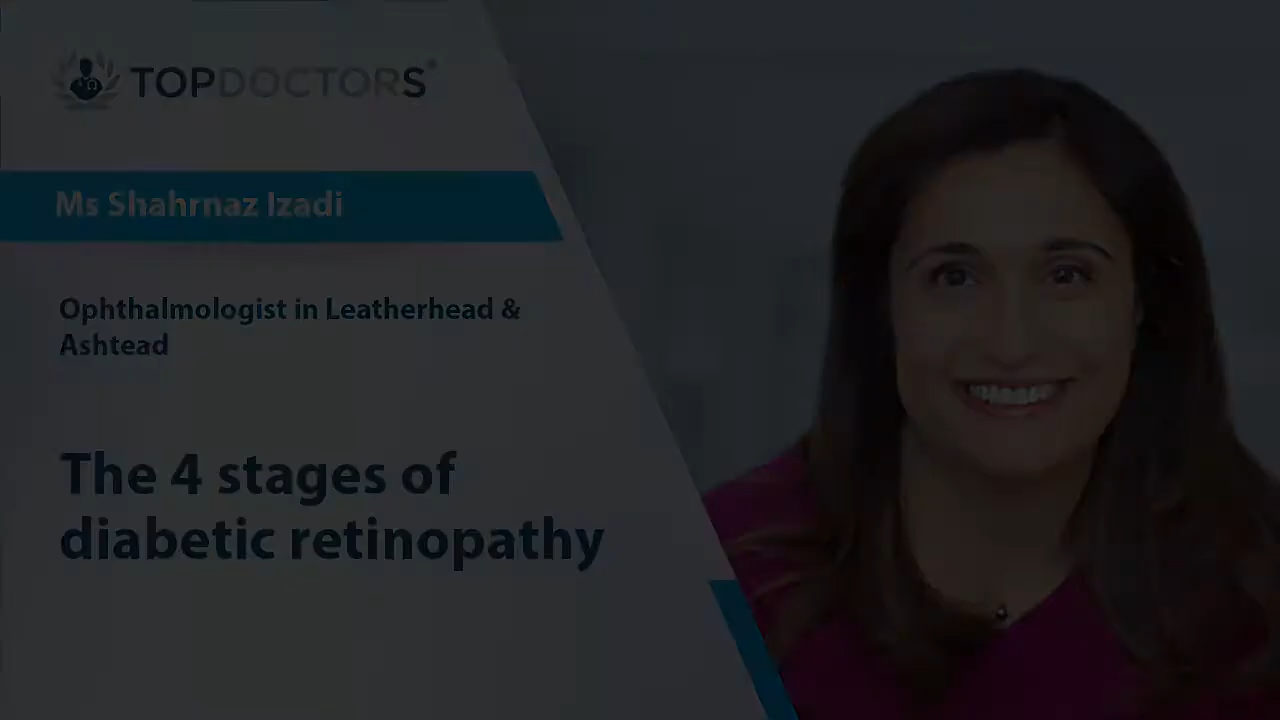 TOPDOCTORS®
Ms Shahrnaz Izadi
Ophthalmologist in Leatherhead &
Ashtead
The 4 stages of
diabetic retinopathy